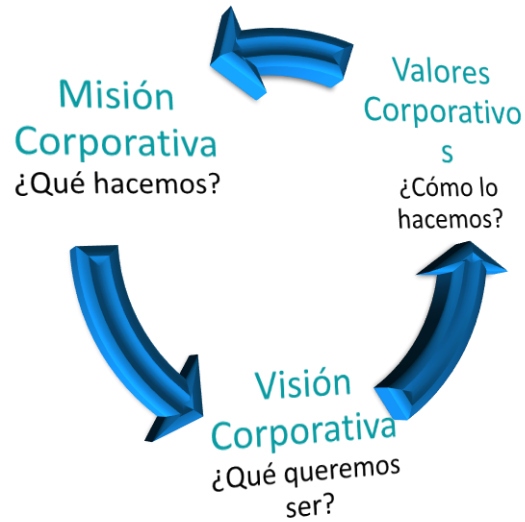 Misión
Corporativa
¿Qué hacemos?
Valores
Corporativo
s
¿Cómo lo
hacemos?
Visión
Corporativa
¿Qué queremos
ser?